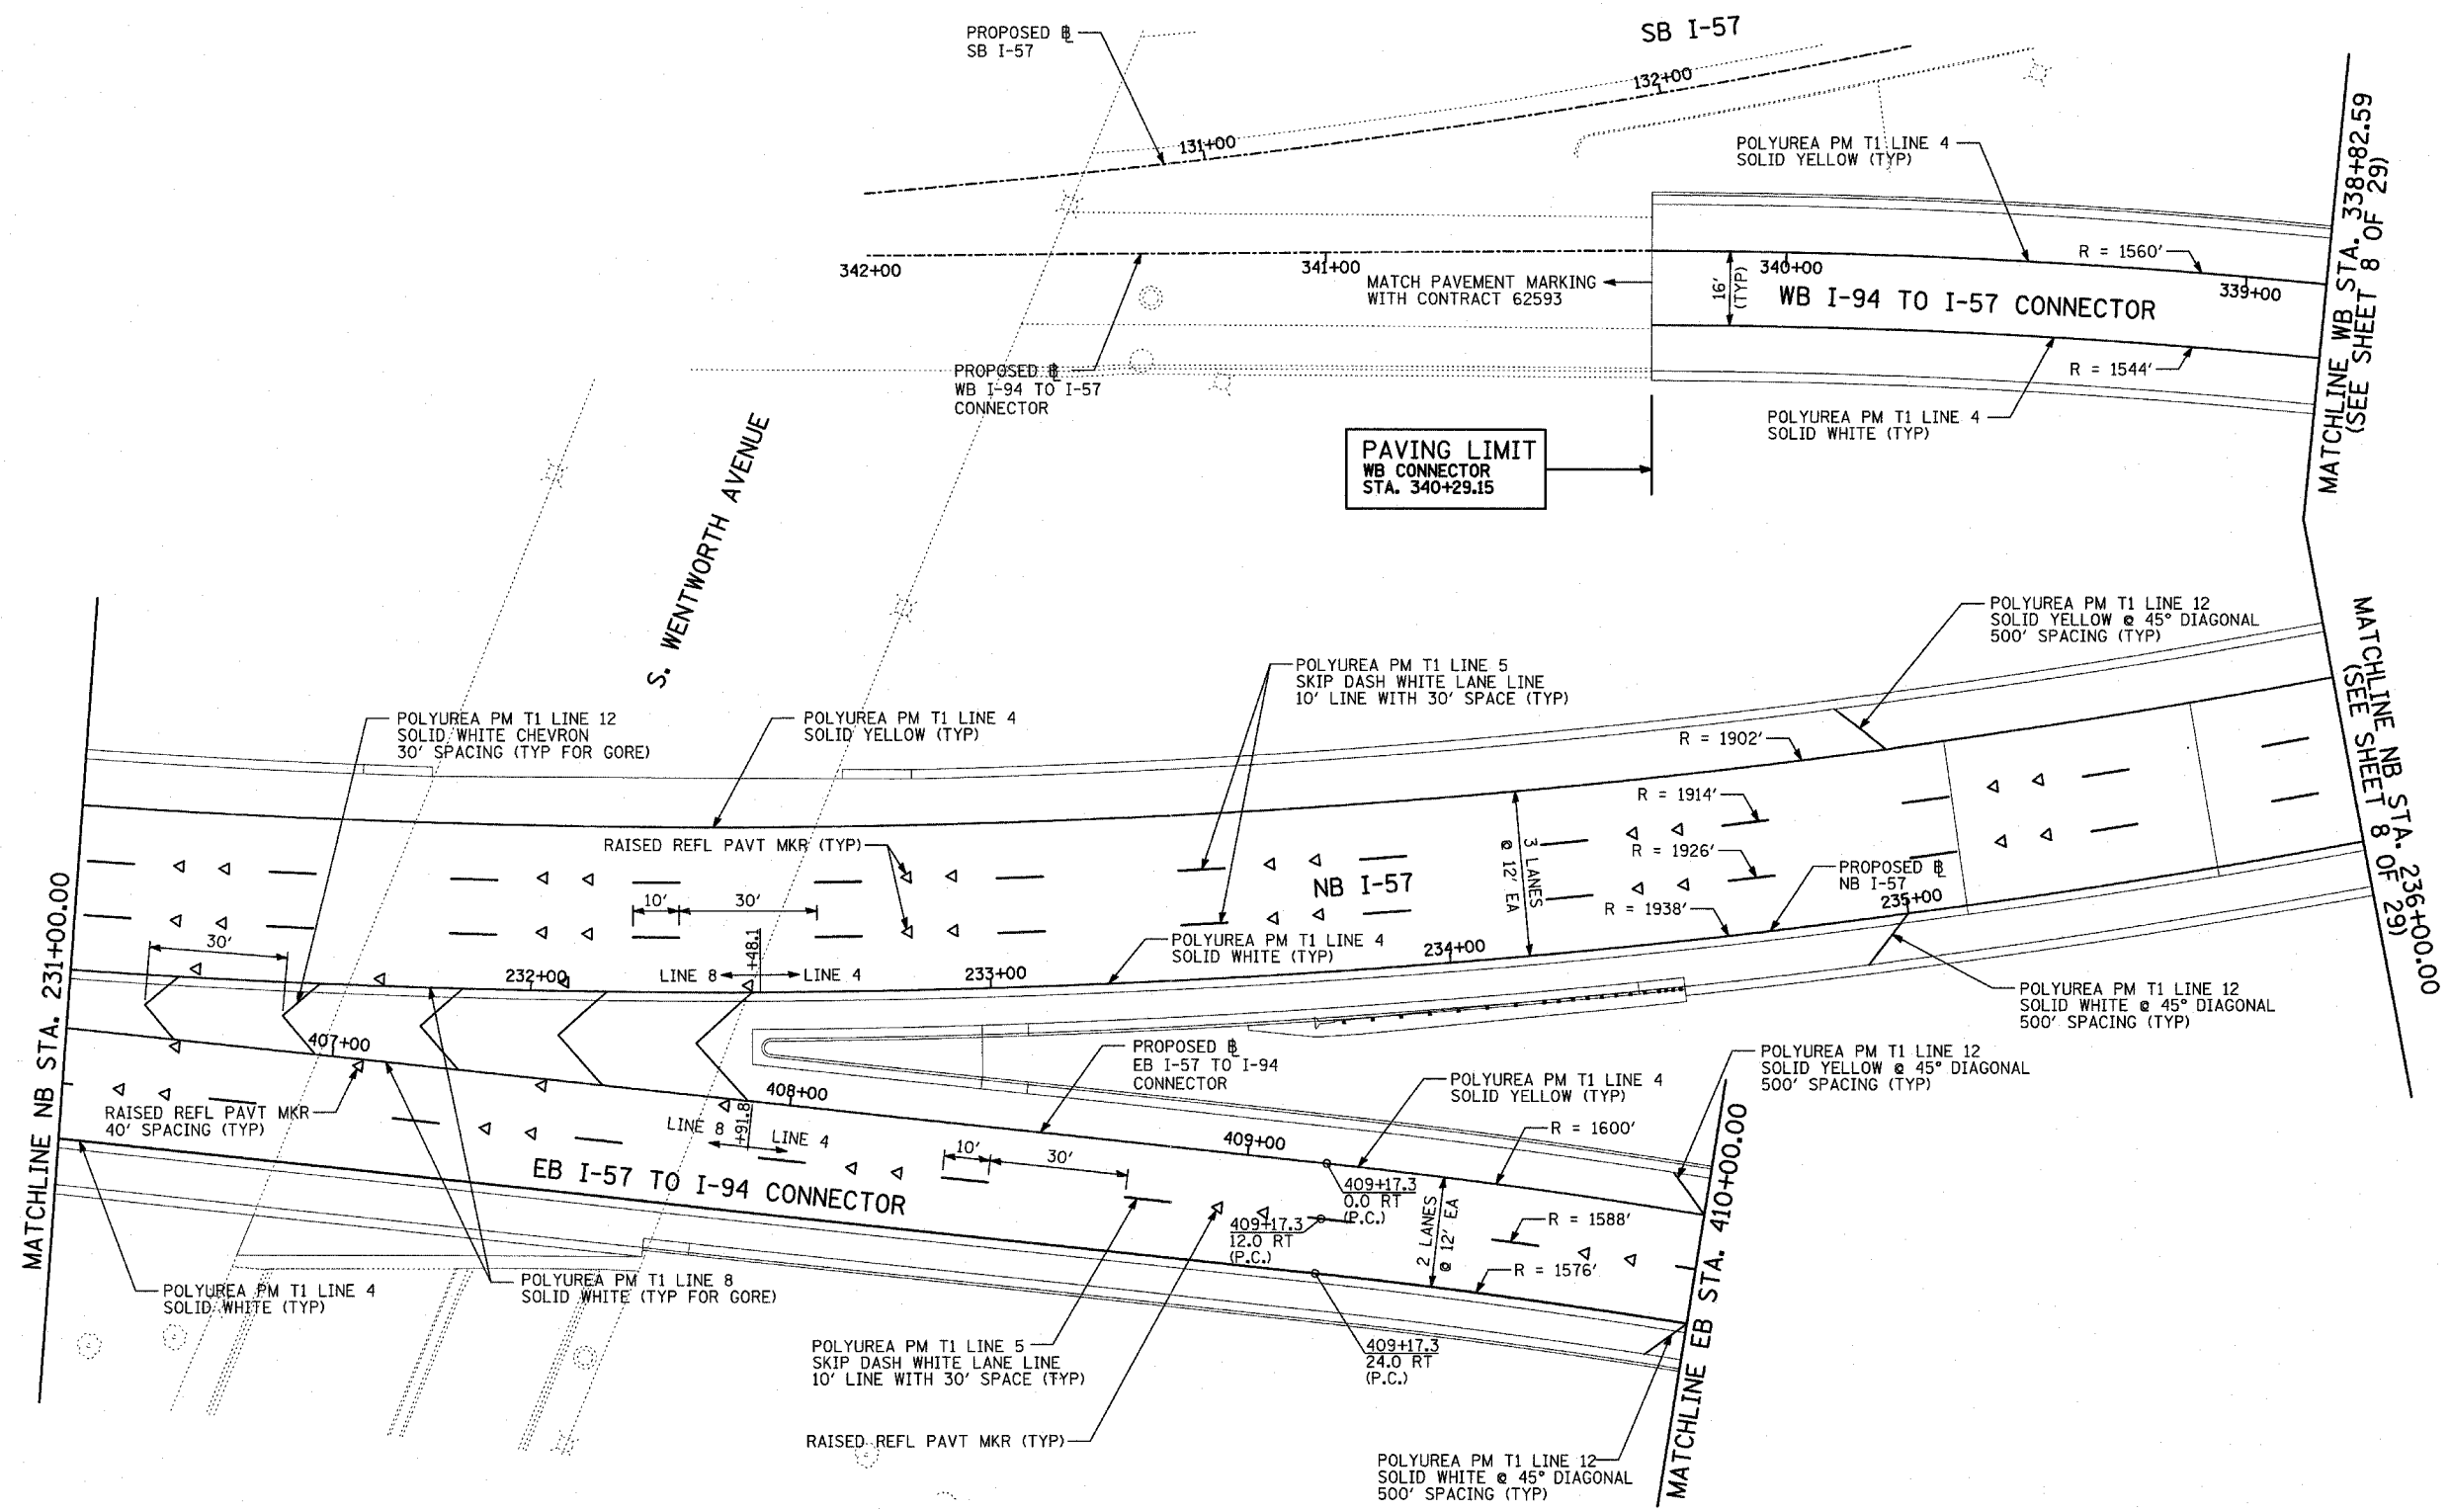 PROPOSED ℄
SB I-57
SB I-57
132+00
131+00
POLYUREA PM T1 LINE 4
SOLID YELLOW (TYP)
R = 1560'
342+00
341+00
340+00
339+00
MATCH PAVEMENT MARKING
WITH CONTRACT 62593
16'
(TYP)
WB I-94 TO I-57 CONNECTOR
PROPOSED ℄
WB I-94 TO I-57
CONNECTOR
R = 1544'
POLYUREA PM T1 LINE 4
SOLID WHITE (TYP)
MATCHLINE WB STA. 338+82.59
(SEE SHEET 8 OF 29)
PAVING LIMIT
WB CONNECTOR
STA. 340+29.15
S. WENTWORTH AVENUE
POLYUREA PM T1 LINE 12
SOLID YELLOW @ 45° DIAGONAL
500' SPACING (TYP)
POLYUREA PM T1 LINE 5
SKIP DASH WHITE LANE LINE
10' LINE WITH 30' SPACE (TYP)
POLYUREA PM T1 LINE 12
SOLID WHITE CHEVRON
30' SPACING (TYP FOR GORE)
POLYUREA PM T1 LINE 4
SOLID YELLOW (TYP)
R = 1902'
R = 1914'
R = 1926'
R = 1938'
RAISED REFL PAVT MKR (TYP)
3 LANES
@ 12' EA
NB I-57
PROPOSED ℄
NB I-57
235+00
MATCHLINE NB STA. 236+00.00
(SEE SHEET 8 OF 29)
10'
30'
30'
+48.1
LINE 8
LINE 4
POLYUREA PM T1 LINE 4
SOLID WHITE (TYP)
232+00
233+00
234+00
MATCHLINE NB STA. 231+00.00
POLYUREA PM T1 LINE 12
SOLID WHITE @ 45° DIAGONAL
500' SPACING (TYP)
407+00
PROPOSED ℄
EB I-57 TO I-94
CONNECTOR
POLYUREA PM T1 LINE 12
SOLID YELLOW @ 45° DIAGONAL
500' SPACING (TYP)
POLYUREA PM T1 LINE 4
SOLID YELLOW (TYP)
408+00
RAISED REFL PAVT MKR
40' SPACING (TYP)
LINE 8
+91.8
LINE 4
409+00
R = 1600'
10'
30'
EB I-57 TO I-94 CONNECTOR
409+17.3
0.0 RT
(P.C.)
409+17.3
12.0 RT
(P.C.)
2 LANES
@ 12' EA
R = 1588'
R = 1576'
MATCHLINE EB STA. 410+00.00
POLYUREA PM T1 LINE 4
SOLID WHITE (TYP)
POLYUREA PM T1 LINE 8
SOLID WHITE (TYP FOR GORE)
POLYUREA PM T1 LINE 5
SKIP DASH WHITE LANE LINE
10' LINE WITH 30' SPACE (TYP)
409+17.3
24.0 RT
(P.C.)
RAISED REFL PAVT MKR (TYP)
POLYUREA PM T1 LINE 12
SOLID WHITE @ 45° DIAGONAL
500' SPACING (TYP)